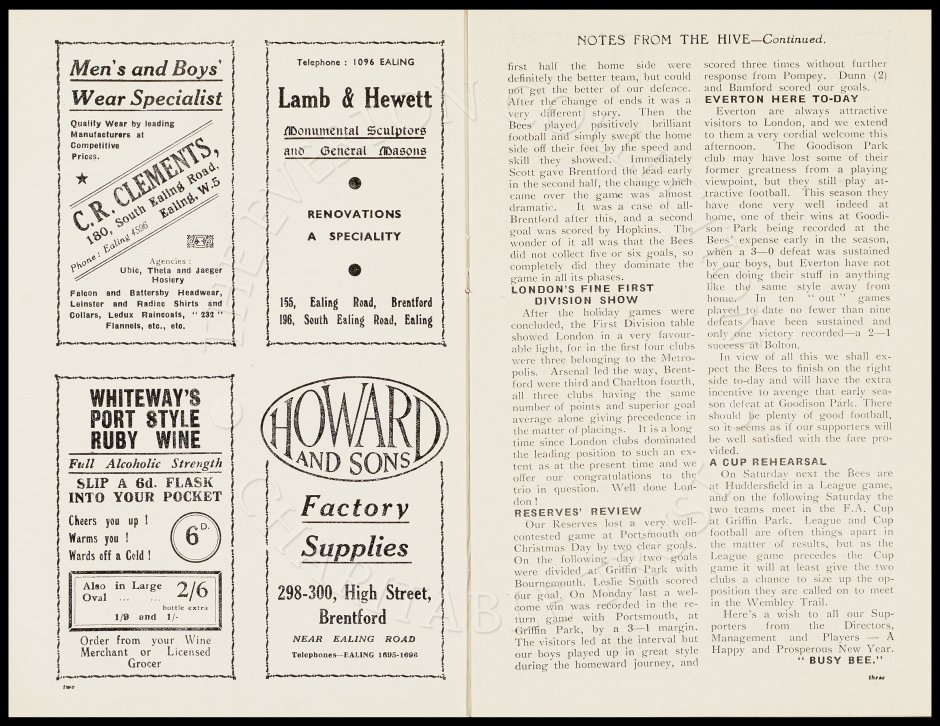 Men's and Boys'
Wear Specialist
Quality Wear by leading
Manufacturers at
Competitive
Prices.
C.R. CLEMENTS,
180, South Ealing Road,
Ealing, W.5
Phone: Ealing 4596
Agencies:
Ubic, Theta and Jaeger
Hosiery
Falcon and Battersby Headwear,
Leinster and Radiac Shirts and
Collars, Ledux Raincoats, "232"
Flannels, etc., etc.
Telephone: 1096 EALING
Lamb & Hewett
Monumental Sculptors
and General Masons
RENOVATIONS
A SPECIALITY
155, Ealing Road, Brentford
196, South Ealing Road, Ealing
WHITEWAY'S
PORT STYLE
RUBY WINE
Full Alcoholic Strength
SLIP A 6d. FLASK
INTO YOUR POCKET
Cheers you up!
Warms you!
Wards off a Cold!
6D.
Also in Large
Oval ... ... 2/6
bottle extra
1/9 and 1/-
Order from your Wine
Merchant or Licensed
Grocer
HOWARD
AND SONS
Factory
Supplies
298-300, High Street,
Brentford
NEAR EALING ROAD
Telephones—EALING 1695-1696
two
NOTES FROM THE HIVE—Continued.
first half the home side were
definitely the better team, but could
not get the better of our defence.
After the change of ends it was a
very different story. Then the
Bees played positively brilliant
football and simply swept the home
side off their feet by the speed and
skill they showed. Immediately
Scott gave Brentford the lead early
in the second half, the change which
came over the game was almost
dramatic. It was a case of all-
Brentford after this, and a second
goal was scored by Hopkins. The
wonder of it all was that the Bees
did not collect five or six goals, so
completely did they dominate the
game in all its phases.
LONDON'S FINE FIRST
DIVISION SHOW
After the holiday games were
concluded, the First Division table
showed London in a very favour-
able light, for in the first four clubs
were three belonging to the Metro-
polis. Arsenal led the way, Brent-
ford were third and Charlton fourth,
all three clubs having the same
number of points and superior goal
average alone giving precedence in
the matter of placings. It is a long
time since London clubs dominated
the leading position to such an ex-
tent as at the present time and we
offer our congratulations to the
trio in question. Well done Lon-
don!
RESERVES' REVIEW
Our Reserves lost a very well-
contested game at Portsmouth on
Christmas Day by two clear goals.
On the following day two goals
were divided at Griffin Park with
Bournemouth. Leslie Smith scored
our goal. On Monday last a wel-
come win was recorded in the re-
turn game with Portsmouth, at
Griffin Park, by a 3—1 margin.
The visitors led at the interval but
our boys played up in great style
during the homeward journey, and
scored three times without further
response from Pompey. Dunn (2)
and Bamford scored our goals.
EVERTON HERE TO-DAY
Everton are always attractive
visitors to London, and we extend
to them a very cordial welcome this
afternoon. The Goodison Park
club may have lost some of their
former greatness from a playing
viewpoint, but they still play at-
tractive football. This season they
have done very well indeed at
home, one of their wins at Goodi-
son Park being recorded at the
Bees' expense early in the season,
when a 3—0 defeat was sustained
by our boys, but Everton have not
been doing their stuff in anything
like the same style away from
home. In ten "out" games
played to date no fewer than nine
defeats have been sustained and
only one victory recorded—a 2—1
success at Bolton.
In view of all this we shall ex-
pect the Bees to finish on the right
side to-day and will have the extra
incentive to avenge that early sea-
son defeat at Goodison Park. There
should be plenty of good football,
so it seems as if our supporters will
be well satisfied with the fare pro-
vided.
A CUP REHEARSAL
On Saturday next the Bees are
at Huddersfield in a League game,
and on the following Saturday the
two teams meet in the F.A. Cup
at Griffin Park. League and Cup
football are often things apart in
the matter of results, but as the
League game precedes the Cup
game it will at least give the two
clubs a chance to size up the op-
position they are called on to meet
in the Wembley Trail.
Here's a wish to all our Sup-
porters from the Directors,
Management and Players — A
Happy and Prosperous New Year.
"BUSY BEE."
three